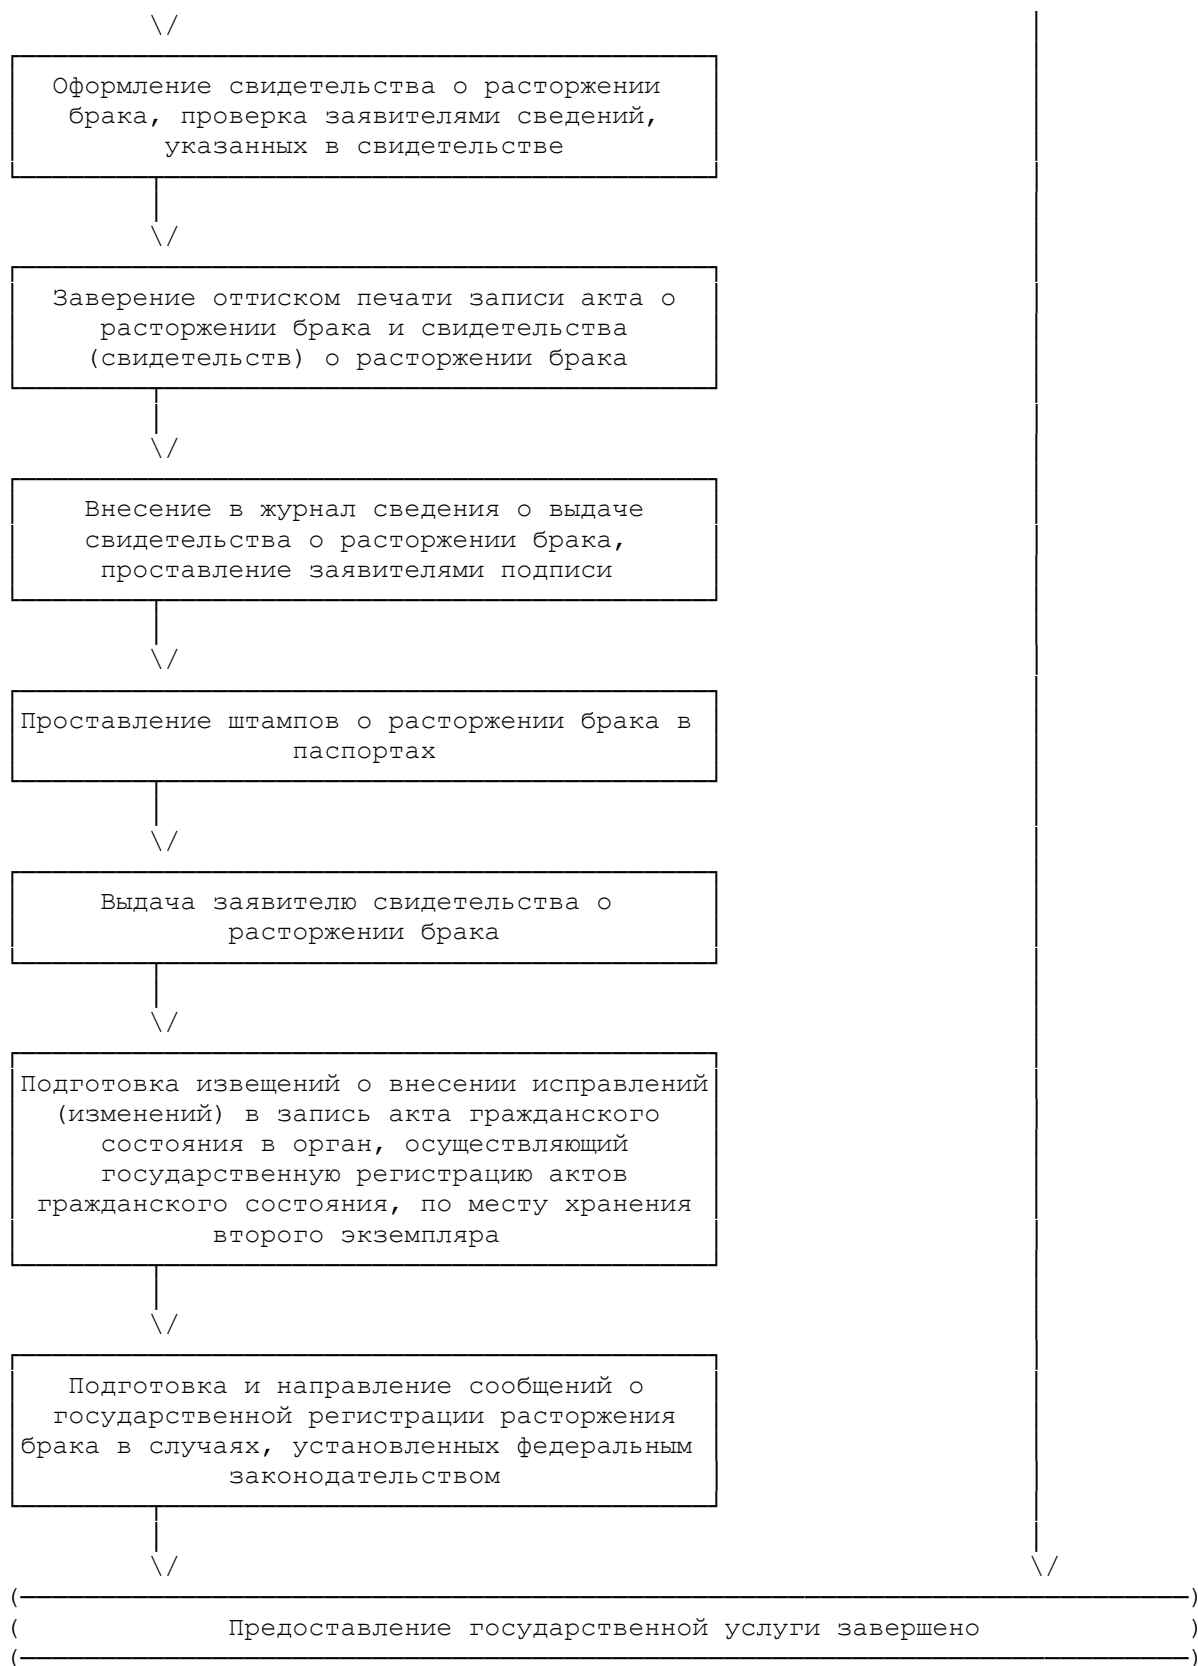 Оформление свидетельства о расторжении
брака, проверка заявителями сведений,
указанных в свидетельстве
Заверение оттиском печати записи акта о
расторжении брака и свидетельства
(свидетельств) о расторжении брака
Внесение в журнал сведения о выдаче
свидетельства о расторжении брака,
проставление заявителями подписи
Проставление штампов о расторжении брака в
паспортах
Выдача заявителю свидетельства о
расторжении брака
Подготовка извещений о внесении исправлений
(изменений) в запись акта гражданского
состояния в орган, осуществляющий
государственную регистрацию актов
гражданского состояния, по месту хранения
второго экземпляра
Подготовка и направление сообщений о
государственной регистрации расторжения
брака в случаях, установленных федеральным
законодательством
Предоставление государственной услуги завершено